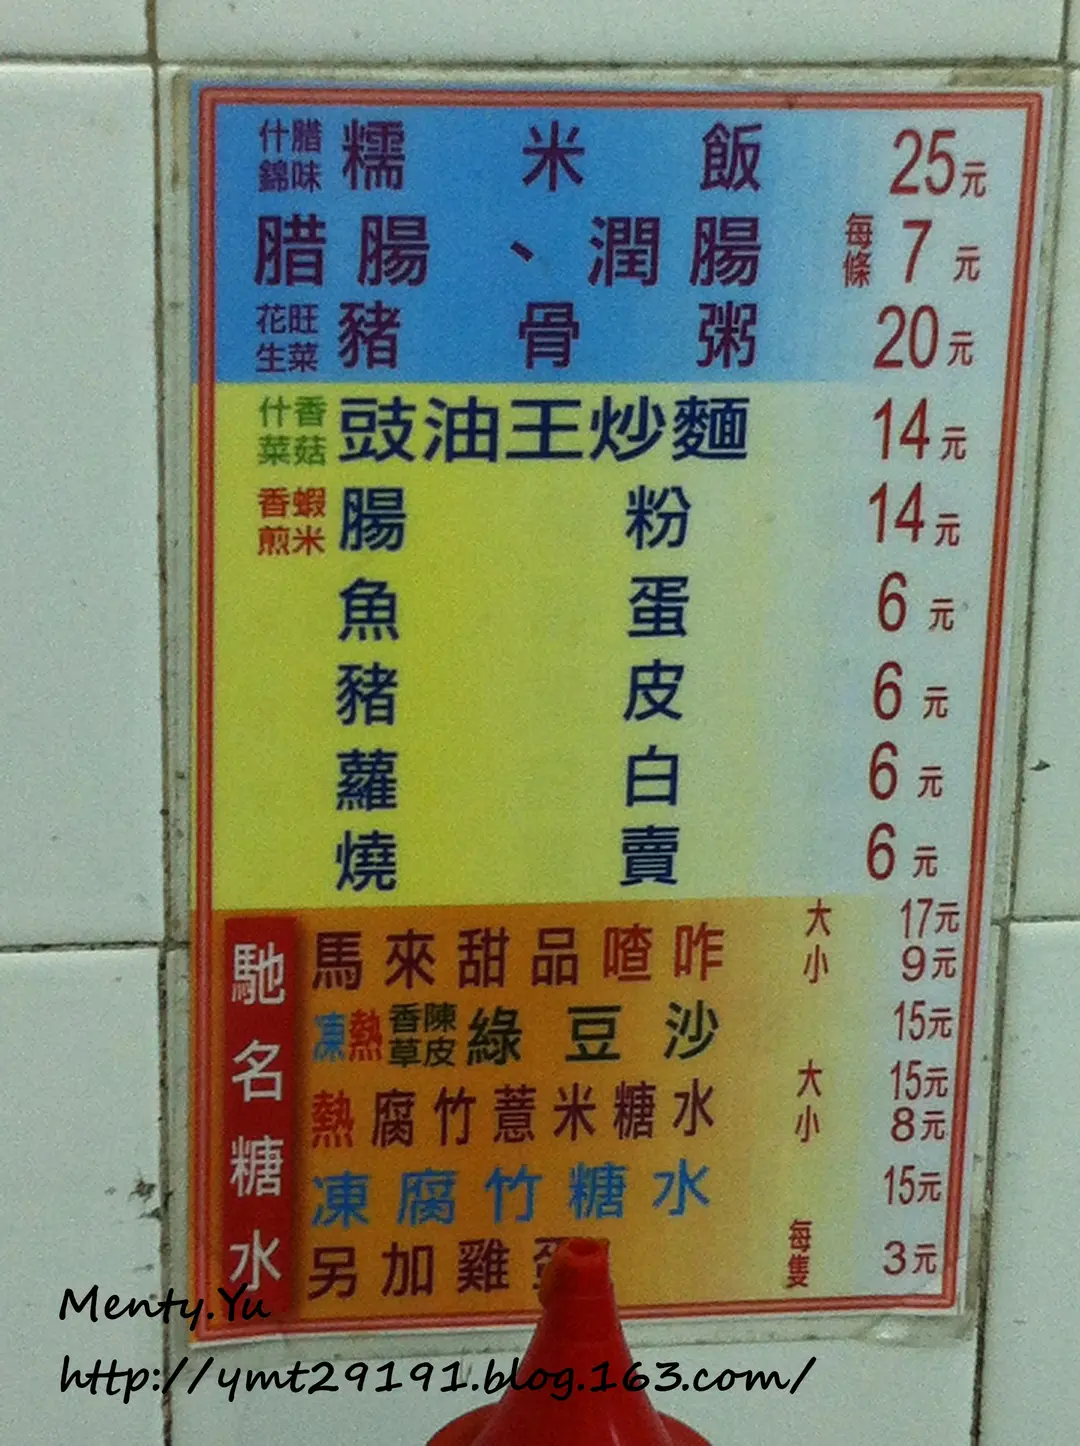 什錦腊味糯米飯 25元
腊腸、潤腸 每條 7元
花生旺菜豬骨粥 20元
什菜香菇豉油王炒麵 14元
香煎蝦米腸粉 14元
魚蛋 6元
豬皮 6元
蘿白 6元
燒賣 6元
馳名糖水
馬來甜品喳咋 大 17元
小 9元
凍熱香草陳皮綠豆沙 15元
熱腐竹薏米糖水 大 15元
小 8元
凍腐竹糖水 15元
另加雞 每隻 3元
Menty.Yu
http://ymt29191.blog.163.com/